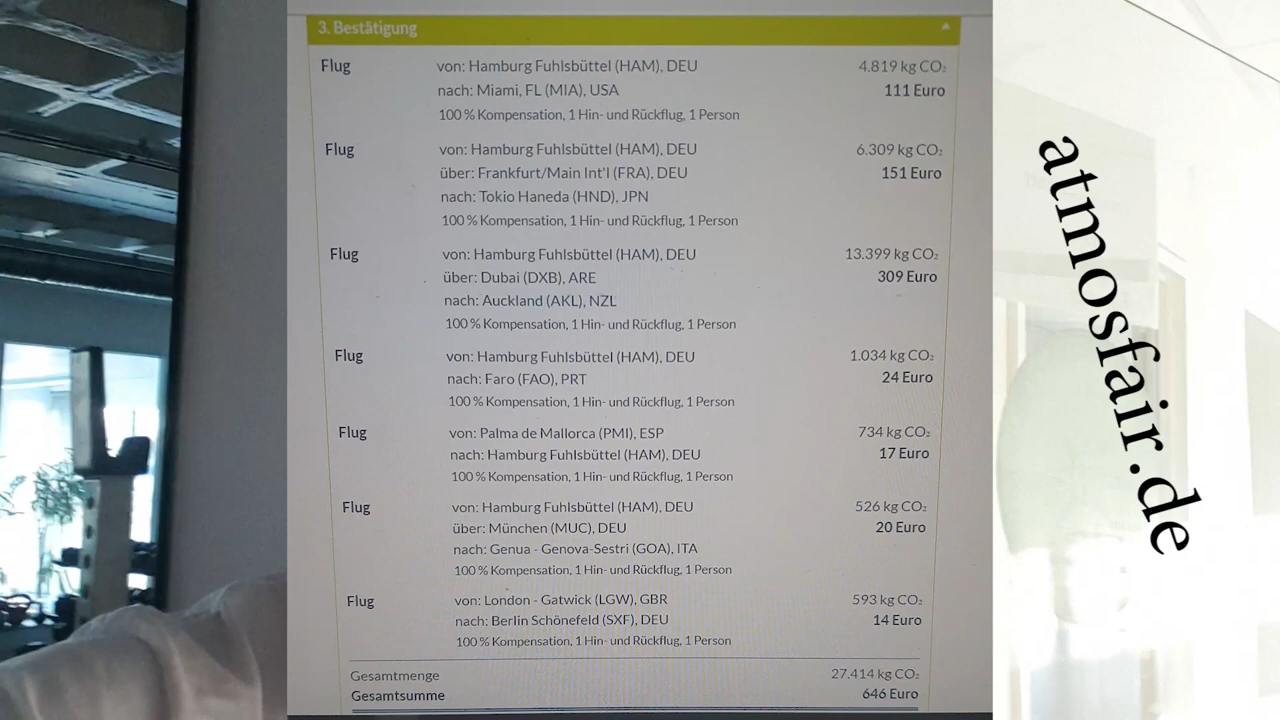 3. Bestätigung
Flug von: Hamburg Fuhlsbüttel (HAM), DEU 4.819 kg CO₂
nach: Miami, FL (MIA), USA 111 Euro
100 % Kompensation, 1 Hin- und Rückflug, 1 Person
Flug von: Hamburg Fuhlsbüttel (HAM), DEU 6.309 kg CO₂
über: Frankfurt/Main Int'l (FRA), DEU 151 Euro
nach: Tokio Haneda (HND), JPN
100 % Kompensation, 1 Hin- und Rückflug, 1 Person
Flug von: Hamburg Fuhlsbüttel (HAM), DEU 13.399 kg CO₂
über: Dubai (DXB), ARE 309 Euro
nach: Auckland (AKL), NZL
100 % Kompensation, 1 Hin- und Rückflug, 1 Person
Flug von: Hamburg Fuhlsbüttel (HAM), DEU 1.034 kg CO₂
nach: Faro (FAO), PRT 24 Euro
100 % Kompensation, 1 Hin- und Rückflug, 1 Person
Flug von: Palma de Mallorca (PMI), ESP 734 kg CO₂
nach: Hamburg Fuhlsbüttel (HAM), DEU 17 Euro
100 % Kompensation, 1 Hin- und Rückflug, 1 Person
Flug von: Hamburg Fuhlsbüttel (HAM), DEU 526 kg CO₂
über: München (MUC), DEU 20 Euro
nach: Genua - Genova-Sestri (GOA), ITA
100 % Kompensation, 1 Hin- und Rückflug, 1 Person
Flug von: London - Gatwick (LGW), GBR 593 kg CO₂
nach: Berlin Schönefeld (SXF), DEU 14 Euro
100 % Kompensation, 1 Hin- und Rückflug, 1 Person
Gesamtmenge 27.414 kg CO₂
Gesamtsumme 646 Euro
atmosfair.de